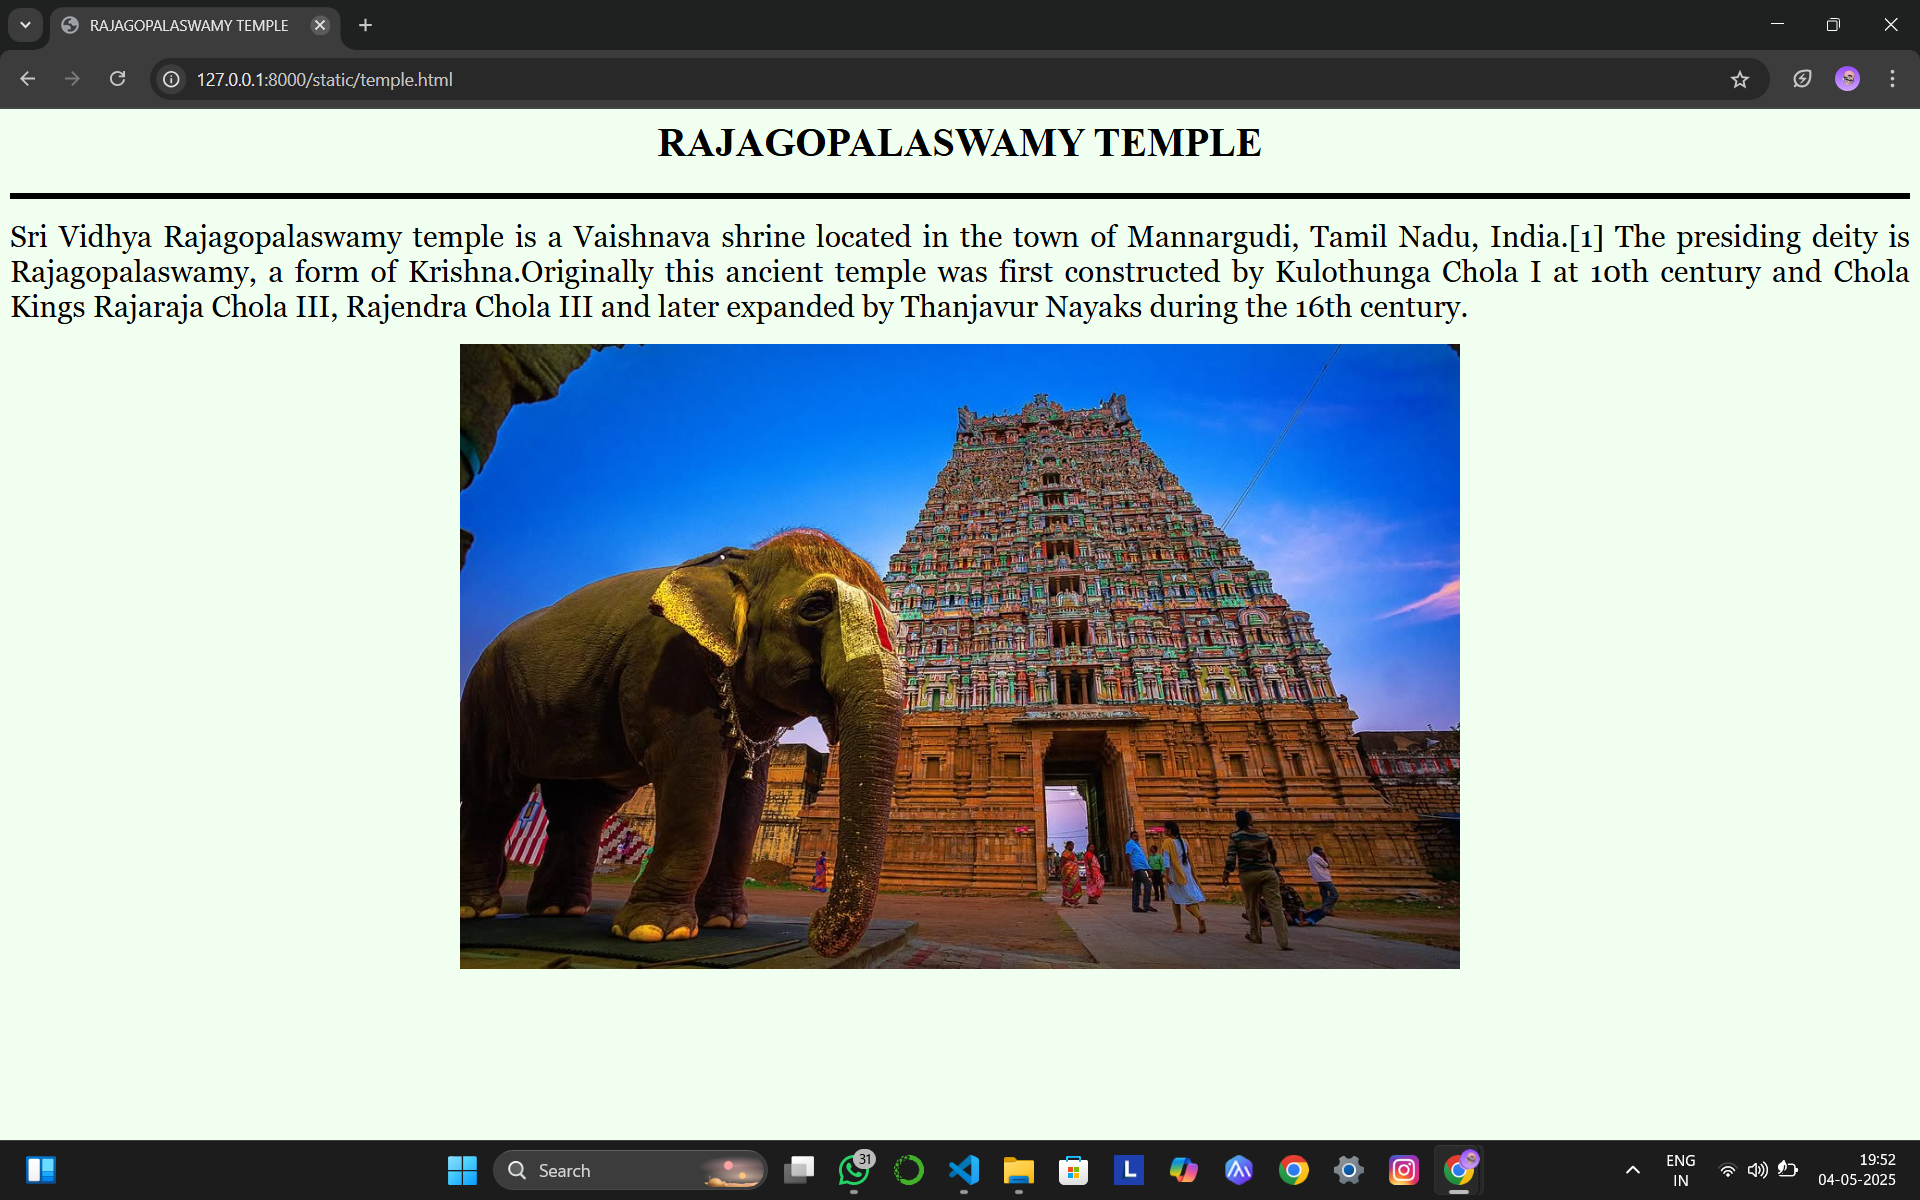 RAJAGOPALASWAMY TEMPLE
127.0.0.1:8000/static/temple.html
RAJAGOPALASWAMY TEMPLE
Sri Vidhya Rajagopalaswamy temple is a Vaishnava shrine located in the town of Mannargudi, Tamil Nadu, India.[1] The presiding deity is
Rajagopalaswamy, a form of Krishna.Originally this ancient temple was first constructed by Kulothunga Chola I at 10th century and Chola
Kings Rajaraja Chola III, Rajendra Chola III and later expanded by Thanjavur Nayaks during the 16th century.
Search
31
L
ENG
IN
19:52
04-05-2025